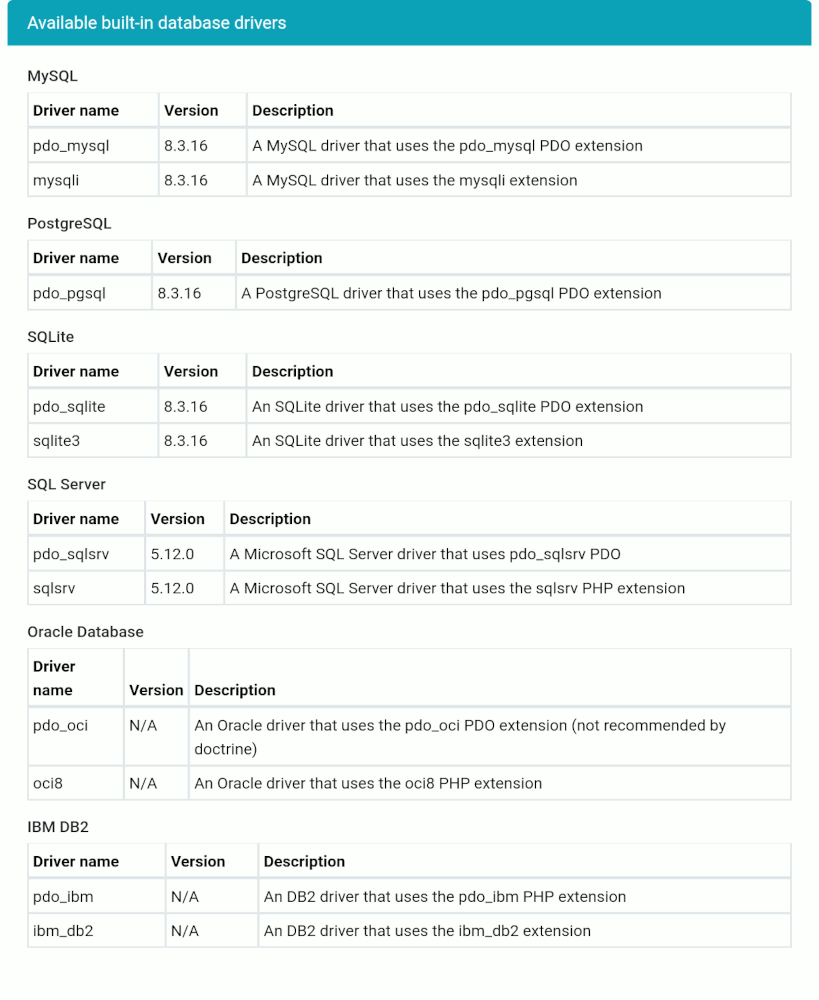 Available built-in database drivers
MySQL
Driver name Version Description
pdo_mysql 8.3.16 A MySQL driver that uses the pdo_mysql PDO extension
mysqli 8.3.16 A MySQL driver that uses the mysqli extension
PostgreSQL
Driver name Version Description
pdo_pgsql 8.3.16 A PostgreSQL driver that uses the pdo_pgsql PDO extension
SQLite
Driver name Version Description
pdo_sqlite 8.3.16 An SQLite driver that uses the pdo_sqlite PDO extension
sqlite3 8.3.16 An SQLite driver that uses the sqlite3 extension
SQL Server
Driver name Version Description
pdo_sqlsrv 5.12.0 A Microsoft SQL Server driver that uses pdo_sqlsrv PDO
sqlsrv 5.12.0 A Microsoft SQL Server driver that uses the sqlsrv PHP extension
Oracle Database
Driver
name Version Description
pdo_oci N/A An Oracle driver that uses the pdo_oci PDO extension (not recommended by
doctrine)
oci8 N/A An Oracle driver that uses the oci8 PHP extension
IBM DB2
Driver name Version Description
pdo_ibm N/A An DB2 driver that uses the pdo_ibm PHP extension
ibm_db2 N/A An DB2 driver that uses the ibm_db2 extension